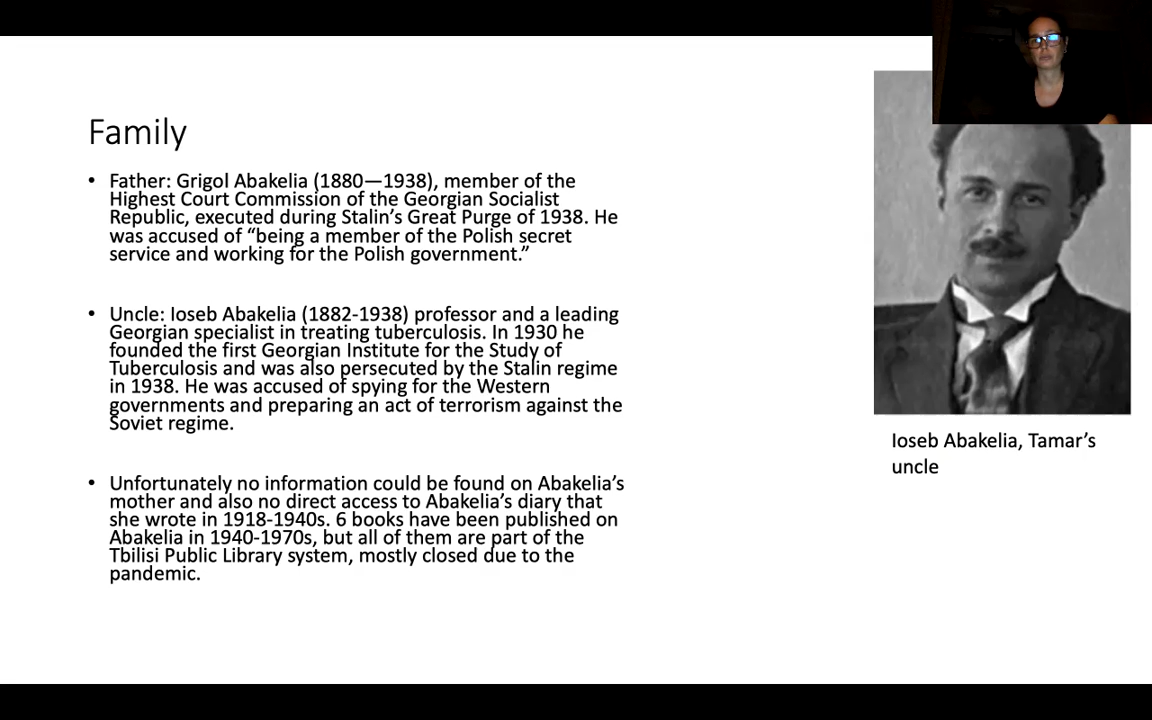 Family
• Father: Grigol Abakelia (1880—1938), member of the
Highest Court Commission of the Georgian Socialist
Republic, executed during Stalin’s Great Purge of 1938. He
was accused of “being a member of the Polish secret
service and working for the Polish government.”
• Uncle: Ioseb Abakelia (1882-1938) professor and a leading
Georgian specialist in treating tuberculosis. In 1930 he
founded the first Georgian Institute for the Study of
Tuberculosis and was also persecuted by the Stalin regime
in 1938. He was accused of spying for the Western
governments and preparing an act of terrorism against the
Soviet regime.
• Unfortunately no information could be found on Abakelia’s
mother and also no direct access to Abakelia’s diary that
she wrote in 1918-1940s. 6 books have been published on
Abakelia in 1940-1970s, but all of them are part of the
Tbilisi Public Library system, mostly closed due to the
pandemic.
Ioseb Abakelia, Tamar’s
uncle